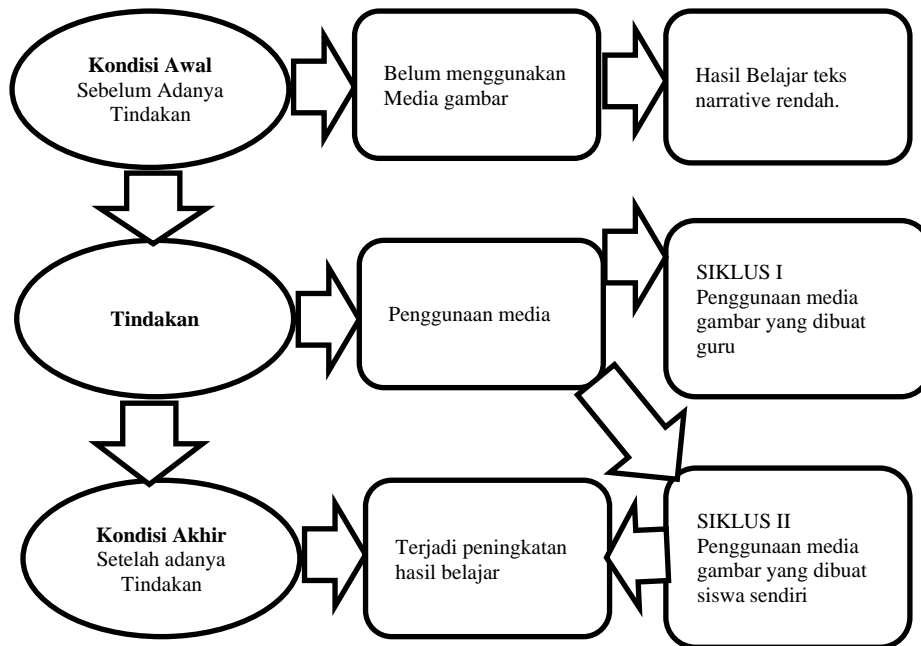 Kondisi Awal
Sebelum Adanya
Tindakan
Belum menggunakan
Media gambar
Hasil Belajar teks
narrative rendah.
Tindakan
Penggunaan media
SIKLUS I
Penggunaan media
gambar yang dibuat
guru
Kondisi Akhir
Setelah adanya
Tindakan
Terjadi peningkatan
hasil belajar
SIKLUS II
Penggunaan media
gambar yang dibuat
siswa sendiri